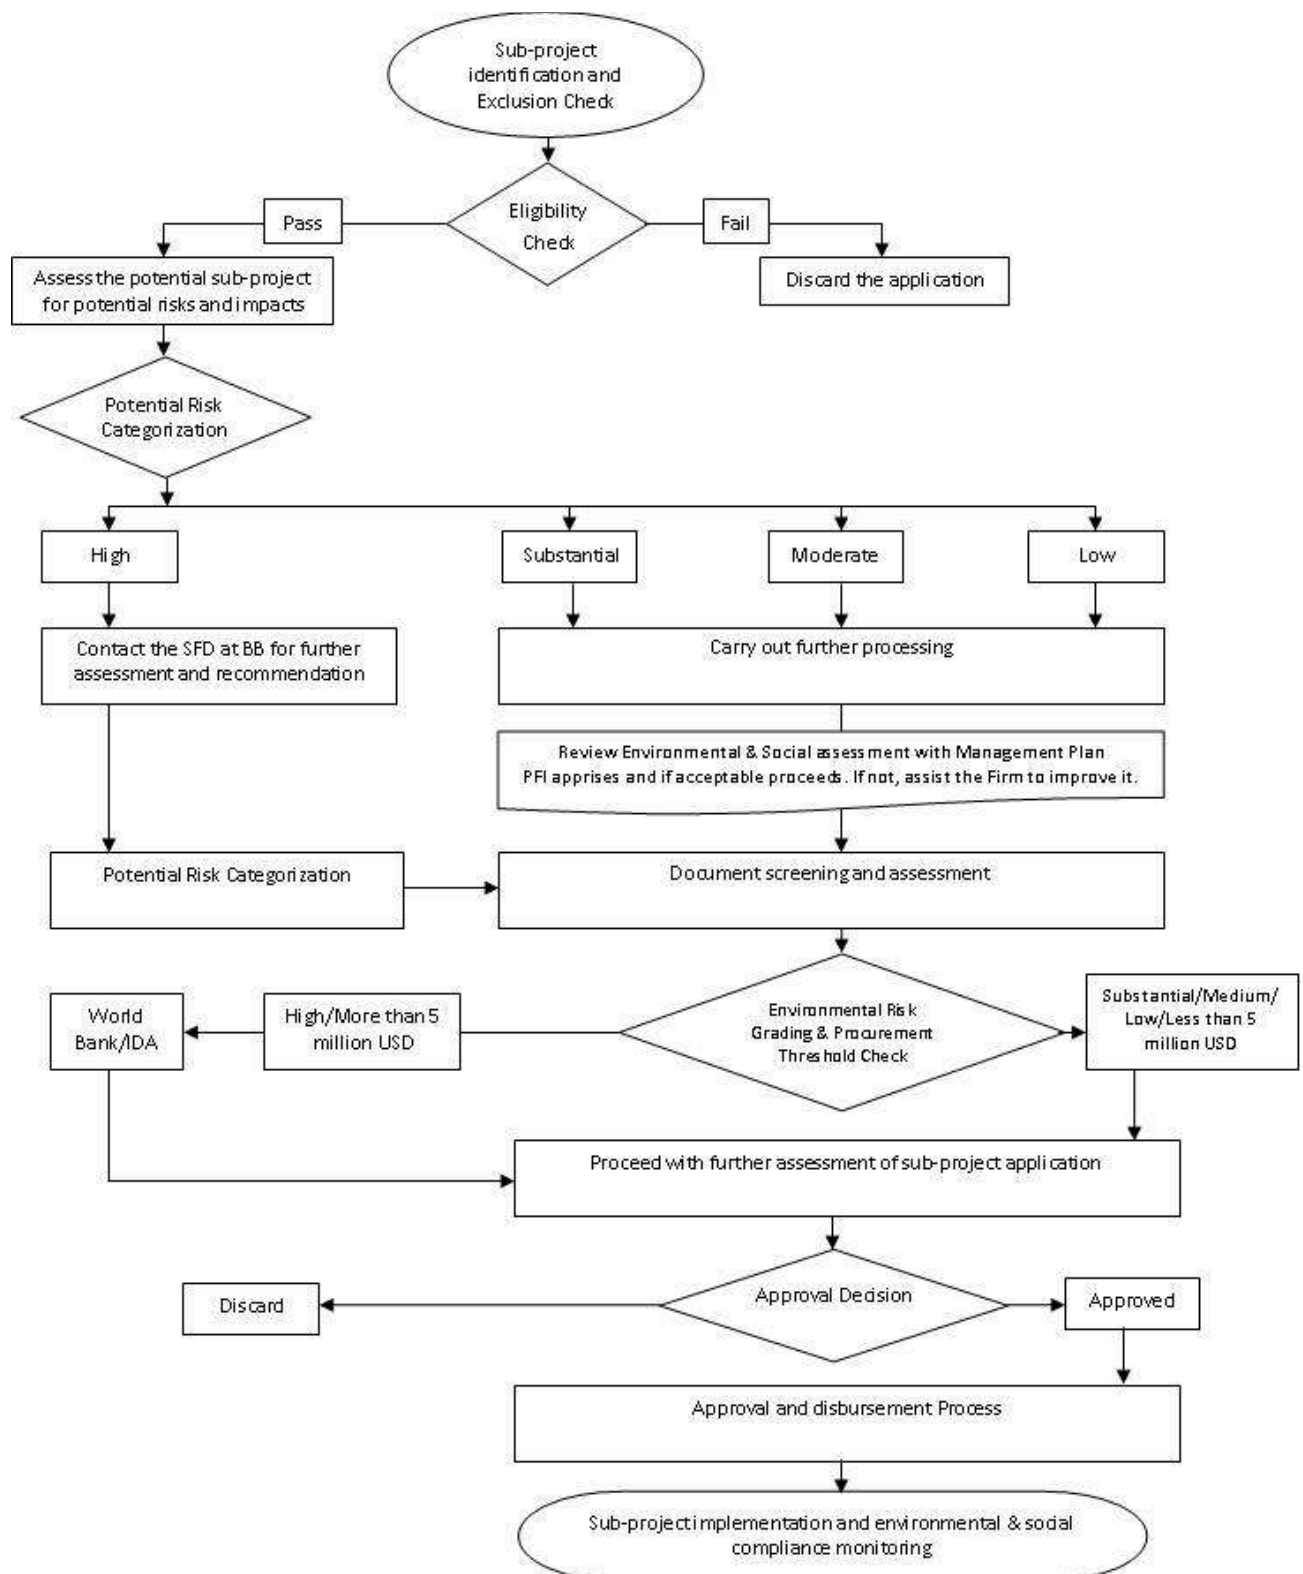 Sub-project
identification and
Exclusion Check
Eligibility
Check
Pass
Fail
Assess the potential sub-project
for potential risks and impacts
Discard the application
Potential Risk
Categorization
High
Substantial
Moderate
Low
Contact the SFD at BB for further
assessment and recommendation
Carry out further processing
Review Environmental & Social assessment with Management Plan
PFI apprises and if acceptable proceeds. If not, assist the Firm to improve it.
Potential Risk Categorization
Document screening and assessment
World
Bank/IDA
High/More than 5
million USD
Environmental Risk
Grading & Procurement
Threshold Check
Substantial/Medium/
Low/Less than 5
million USD
Proceed with further assessment of sub-project application
Discard
Approval Decision
Approved
Approval and disbursement Process
Sub-project implementation and environmental & social
compliance monitoring